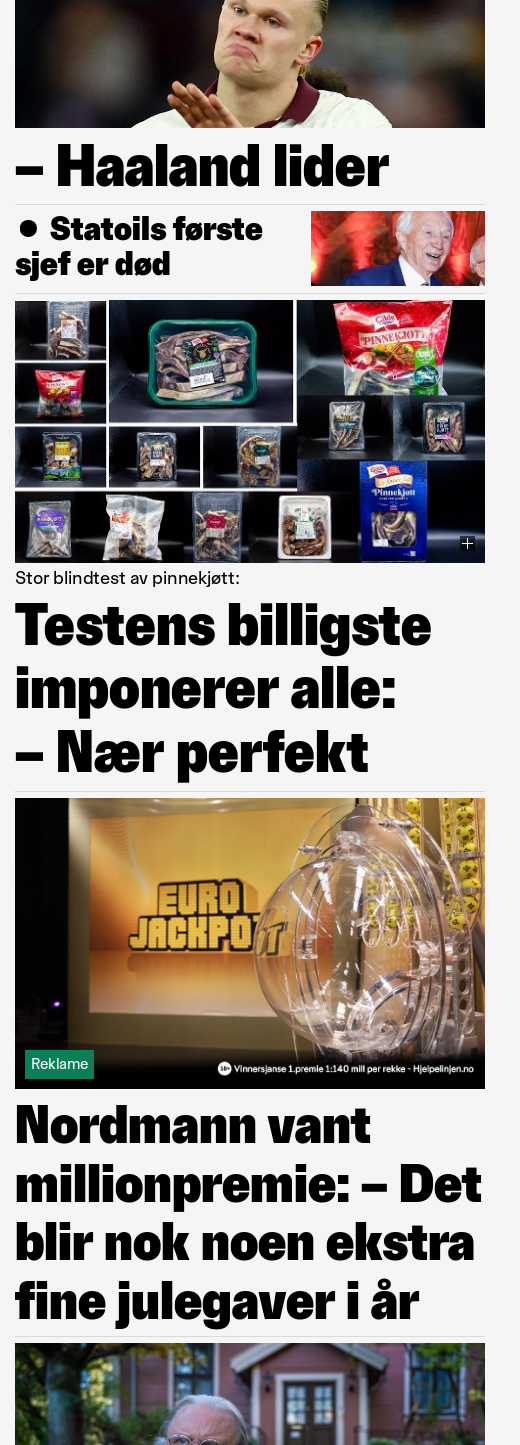 – Haaland lider
● Statoils første
sjef er død
Gilde
PINNEKJØTT
Gilde
Pinnekjøtt
Stor blindtest av pinnekjøtt:
Testens billigste
imponerer alle:
– Nær perfekt
EURO
JACKPOT
Reklame
18+ Vinnersjanse 1.premie 1:140 mill per rekke - Hjelpelinjen.no
Nordmann vant
millionpremie: – Det
blir nok noen ekstra
fine julegaver i år